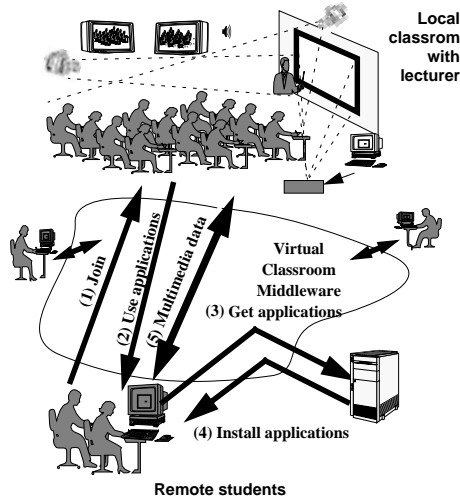 Local
classrom
with
lecturer
(1) Join
(2) Use applications
(5) Multimedia data
Virtual
Classroom
Middleware
(3) Get applications
(4) Install applications
Remote students